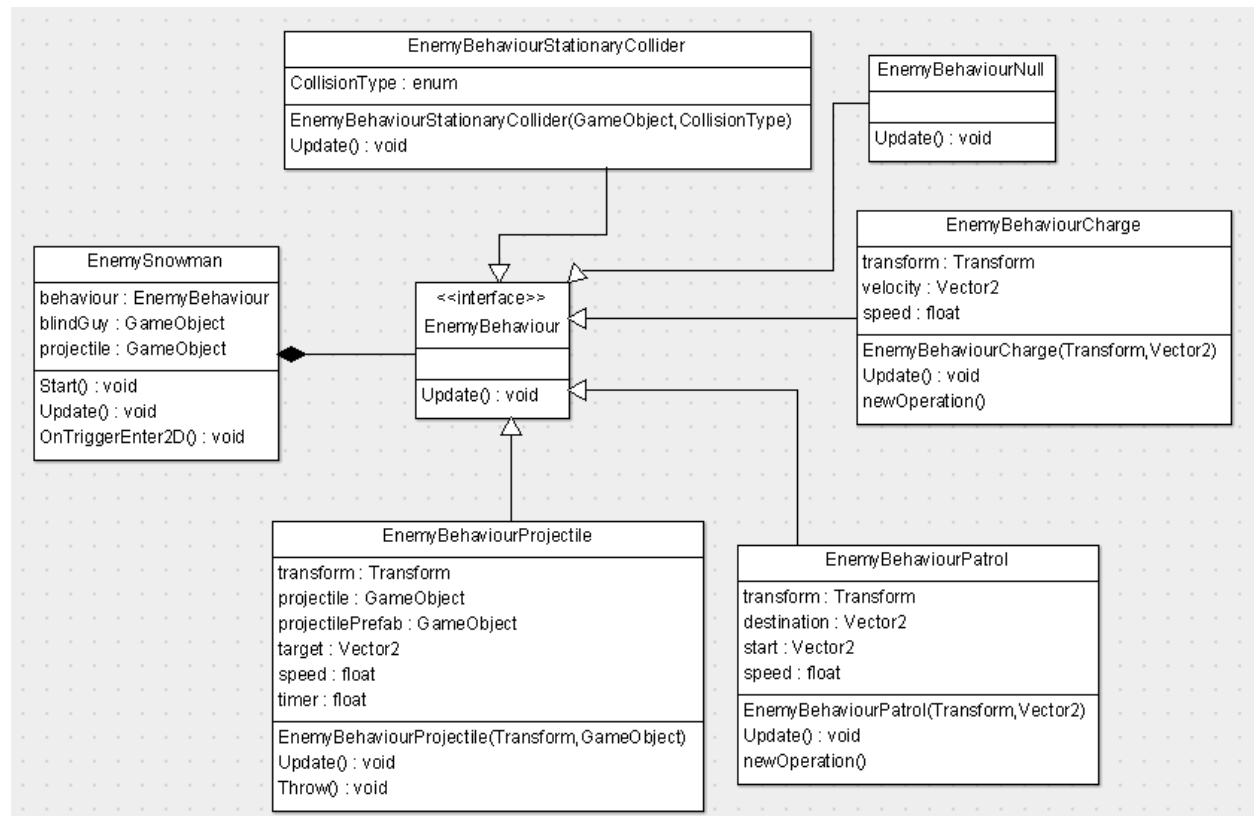 EnemyBehaviourStationaryCollider
CollisionType : enum
EnemyBehaviourStationaryCollider(GameObject,CollisionType)
Update() : void
EnemyBehaviourNull
Update() : void
EnemyBehaviourCharge
transform : Transform
velocity : Vector2
speed : float
EnemyBehaviourCharge(Transform,Vector2)
Update() : void
newOperation()
EnemySnowman
behaviour : EnemyBehaviour
blindGuy : GameObject
projectile : GameObject
Start() : void
Update() : void
OnTriggerEnter2D() : void
<<interface>>
EnemyBehaviour
Update() : void
EnemyBehaviourProjectile
transform : Transform
projectile : GameObject
projectilePrefab : GameObject
target : Vector2
speed : float
timer : float
EnemyBehaviourProjectile(Transform,GameObject)
Update() : void
Throw() : void
EnemyBehaviourPatrol
transform : Transform
destination : Vector2
start : Vector2
speed : float
EnemyBehaviourPatrol(Transform,Vector2)
Update() : void
newOperation()